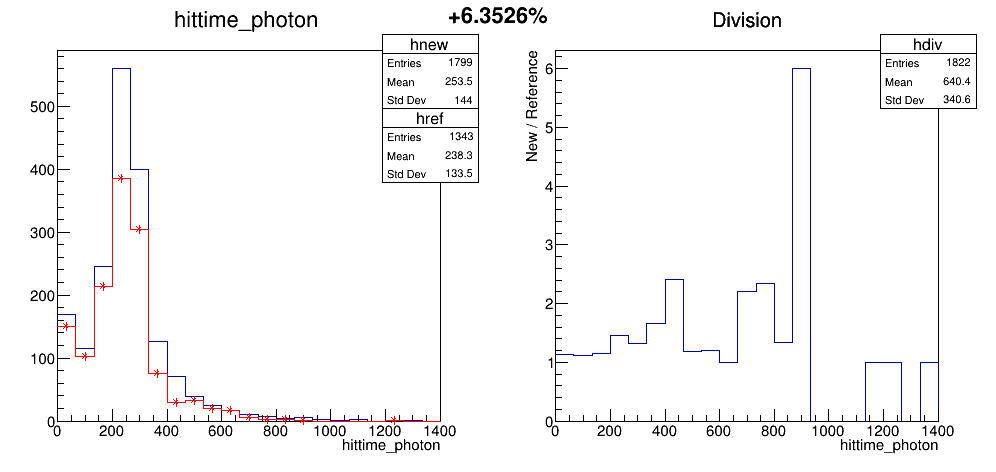 +6.3526%
hittime_photon
hnew
Entries 1799
Mean 253.5
Std Dev 144
href
Entries 1343
Mean 238.3
Std Dev 133.5
500
400
300
200
100
0
0 200 400 600 800 1000 1200 1400
hittime_photon
Division
hdiv
Entries 1822
Mean 640.4
Std Dev 340.6
New / Reference
6
5
4
3
2
1
0
0 200 400 600 800 1000 1200 1400
hittime_photon